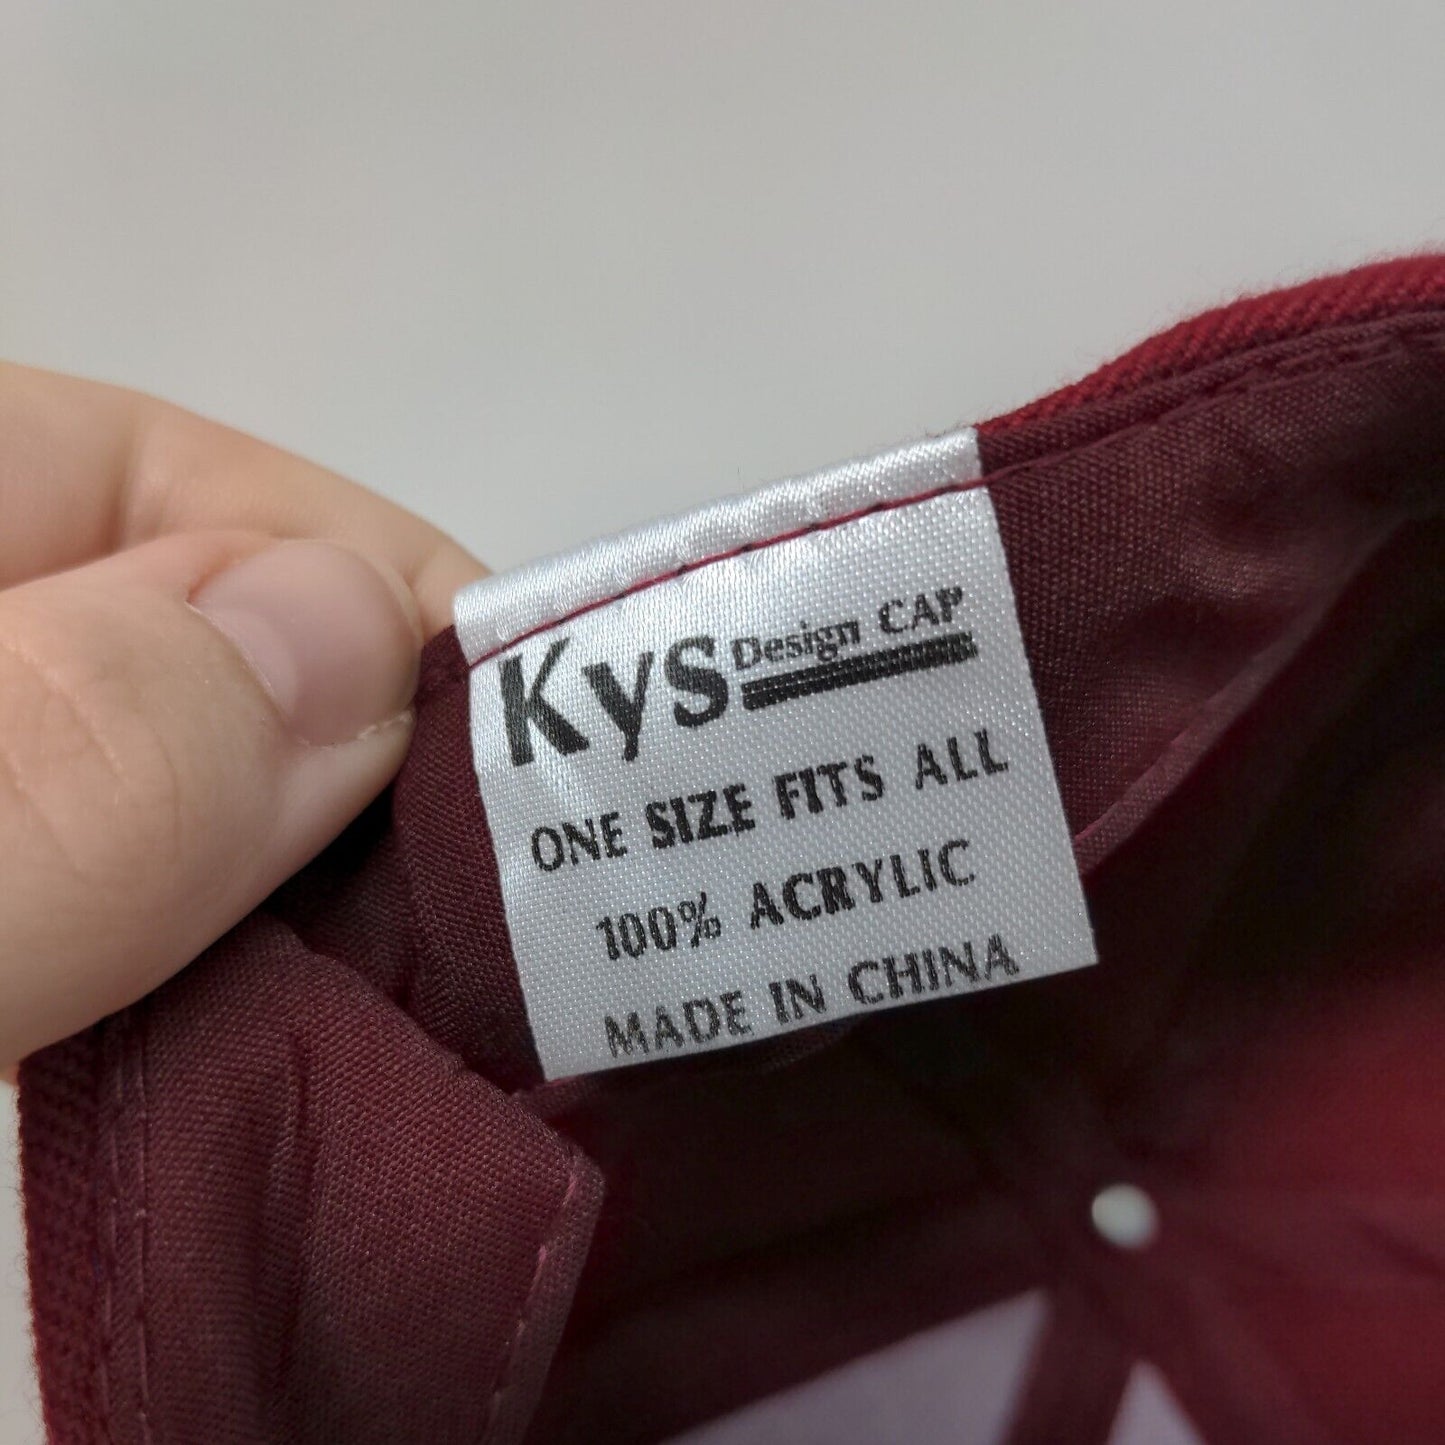 KyS Design CAP
ONE SIZE FITS ALL
100% ACRYLIC
MADE IN CHINA